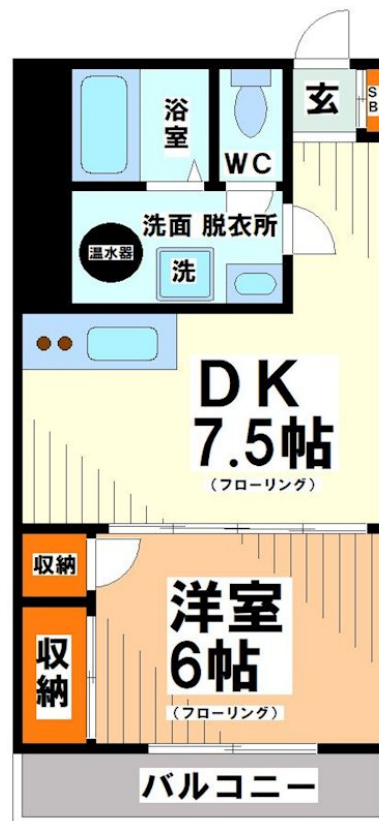 玄
SB
浴室
WC
洗面 脱衣所
温水器
洗
DK
7.5帖
(フローリング)
収納
洋室
6帖
(フローリング)
収納
バルコニー